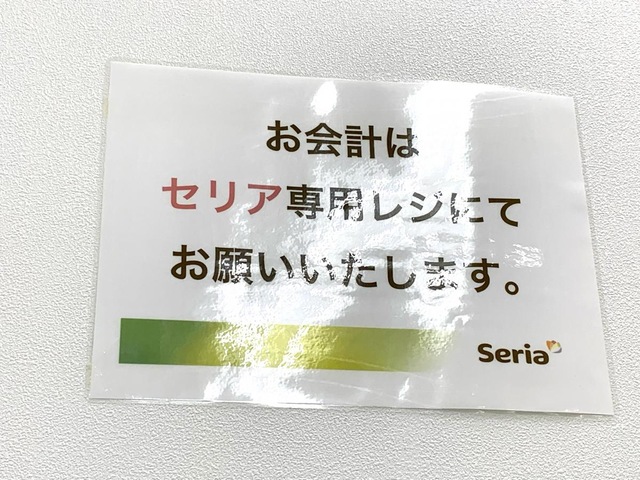 お会計は
セリア専用レジにて
お願いいたします。
Seria